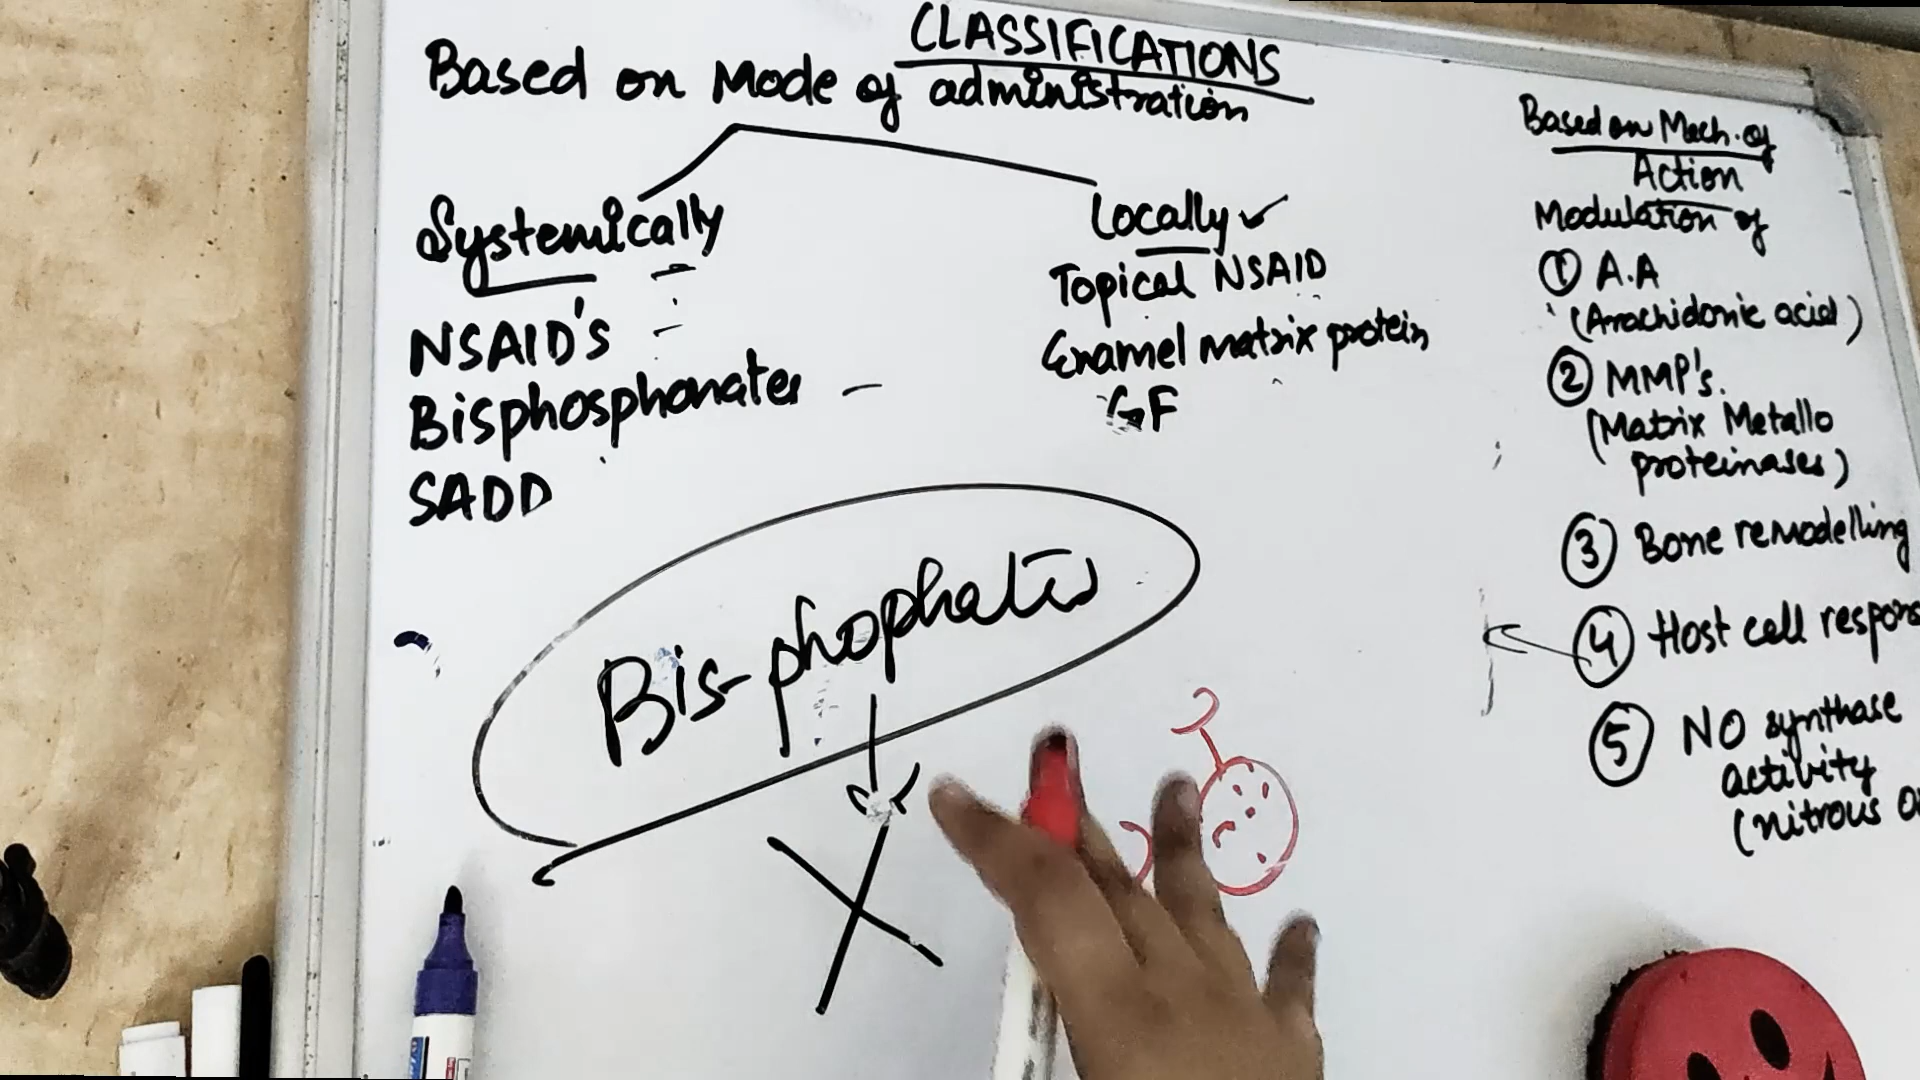 CLASSIFICATIONS
Based on Mode of administration
Systemically
NSAID's
Bisphosphonates
SADD
Locally ✓
Topical NSAID
Enamel matrix protein
GF
Bis-phophates
Based on Mech. of
Action
Modulation of
① A.A
(Arachidonic acid)
② MMP's.
(Matrix Metallo
proteinases)
③ Bone remodelling
④ Host cell respons
⑤ NO synthase
activity
(nitrous o